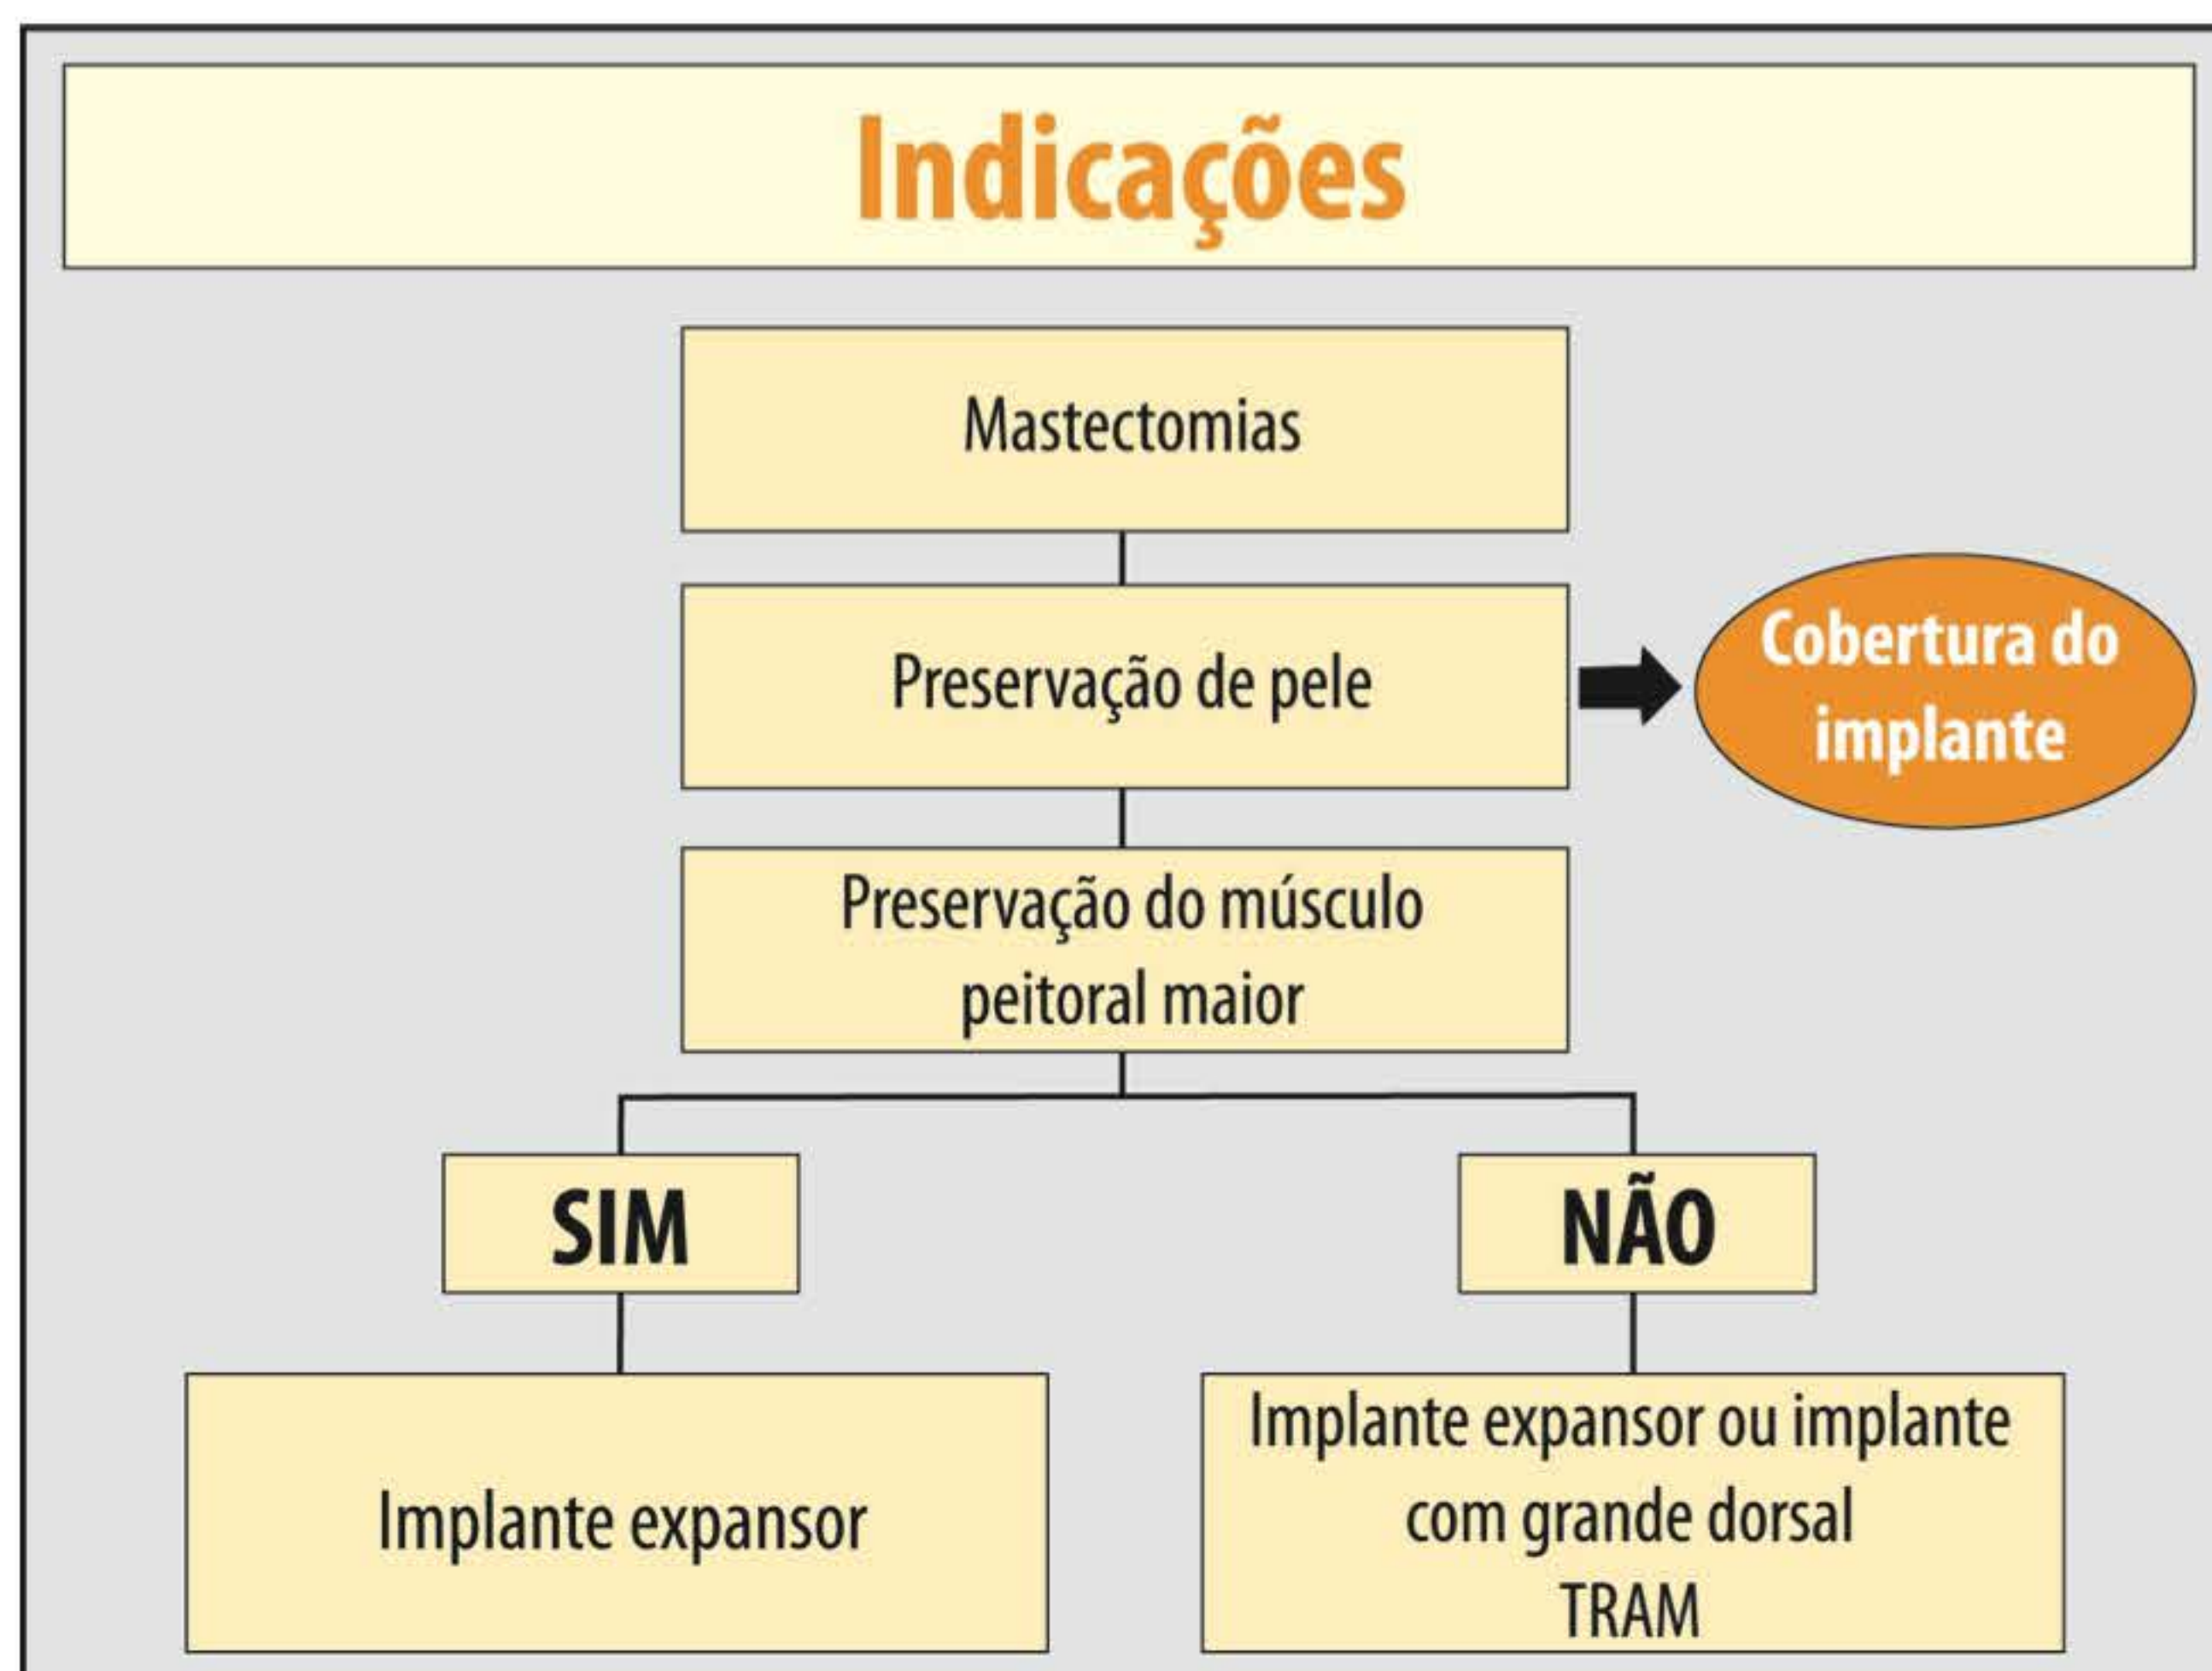 Indicações
Mastectomias
Preservação de pele
Cobertura do
implante
Preservação do músculo
peitoral maior
SIM
NÃO
Implante expansor
Implante expansor ou implante
com grande dorsal
TRAM